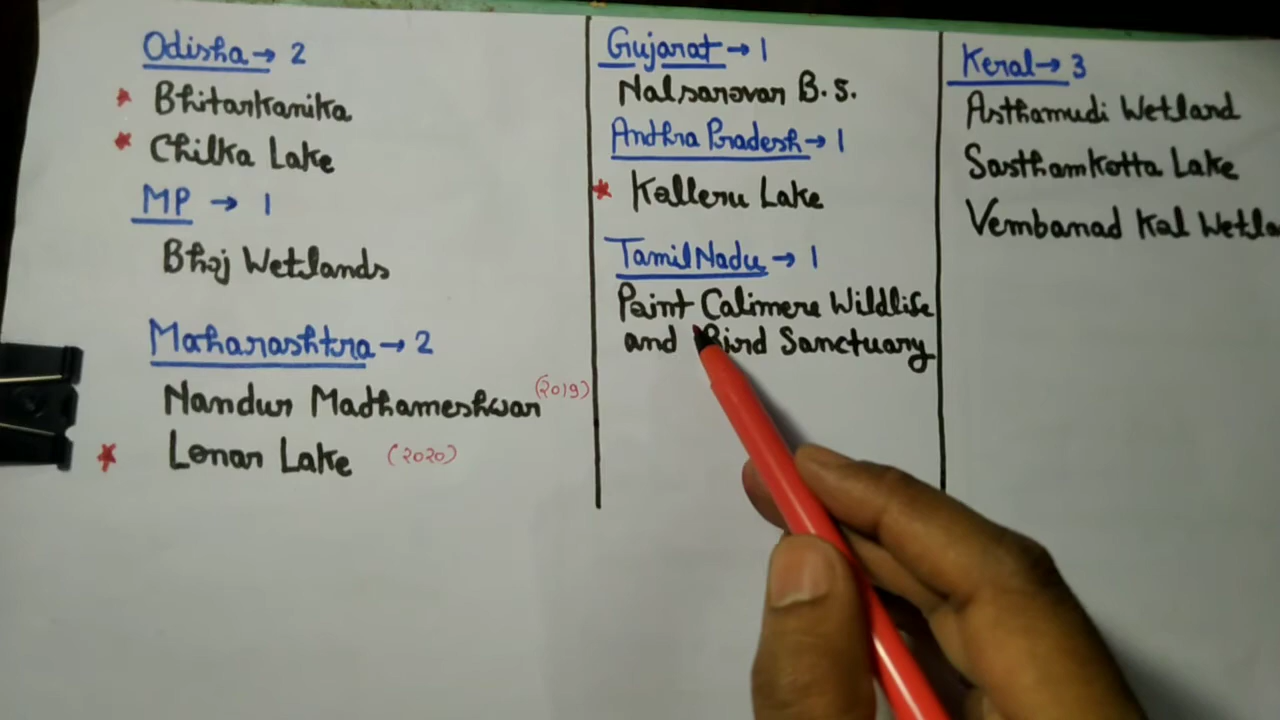 Odisha → 2
Bhitarkanika
Chilka Lake
MP → 1
Bhoj Wetlands
Maharashtra → 2
Nandur Madhameshwar (2019)
Lonar Lake (2020)
Gujarat → 1
Nalsarovar B.S.
Andhra Pradesh → 1
Kolleru Lake
Tamil Nadu → 1
Point Calimere Wildlife
and Bird Sanctuary
Keral → 3
Asthamudi Wetland
Sasthamkotta Lake
Vembanad Kol Wetla